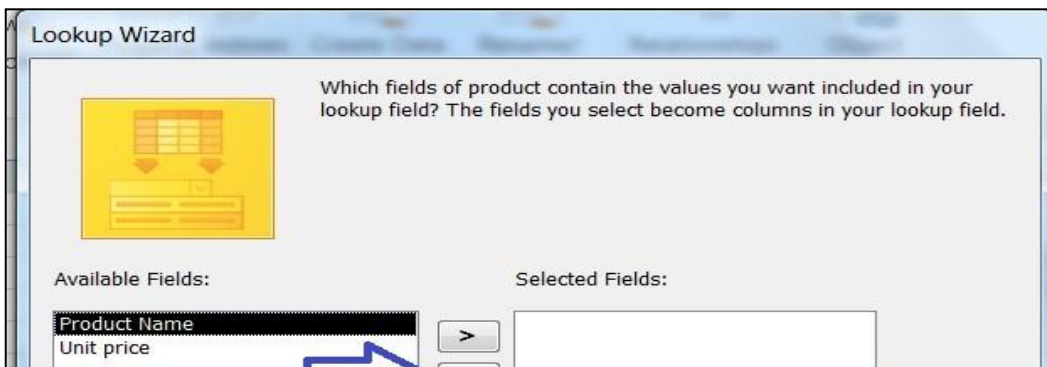 Lookup Wizard
Which fields of product contain the values you want included in your
lookup field? The fields you select become columns in your lookup field.
Available Fields:
Selected Fields:
Product Name
>
Unit price